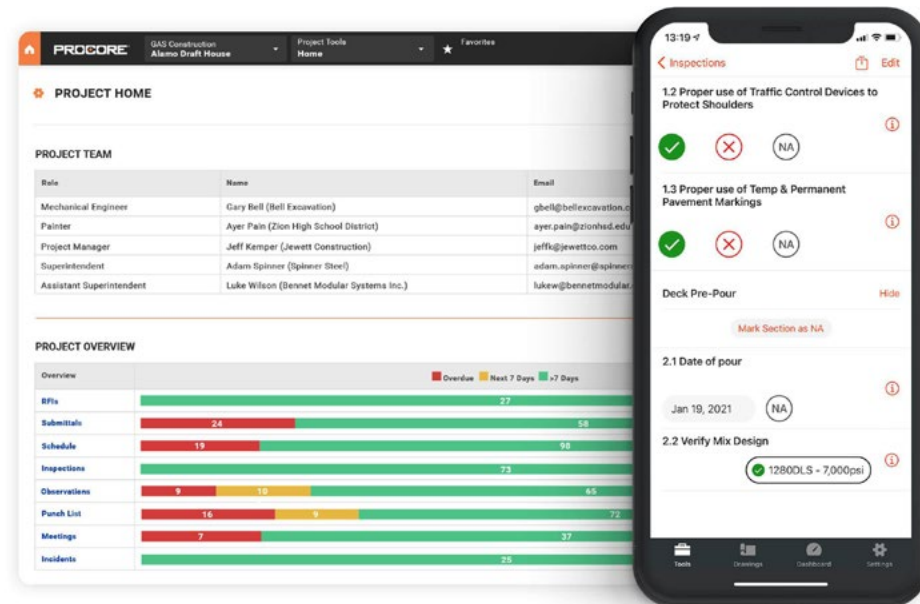 PROCORE
GAS Construction
Alamo Draft House
Project Tools
Home
Favorites
PROJECT HOME
PROJECT TEAM
Role Name Email
Mechanical Engineer Gary Bell (Bell Excavation) gbell@bellexcavation.c
Painter Ayer Pain (Zion High School District) ayer.pain@zionhsd.edu
Project Manager Jeff Kemper (Jewett Construction) jeffk@jewettco.com
Superintendent Adam Spinner (Spinner Steel) adam.spinner@spinner
Assistant Superintendent Luke Wilson (Bennet Modular Systems Inc.) lukew@bennetmodular.
PROJECT OVERVIEW
Overview Overdue Next 7 Days >7 Days
RFIs 27
Submittals 24 58
Schedule 19 98
Inspections 73
Observations 9 10 65
Punch List 16 9 72
Meetings 7 37
Incidents 25
13:19
Inspections Edit
1.2 Proper use of Traffic Control Devices to
Protect Shoulders
NA
1.3 Proper use of Temp & Permanent
Pavement Markings
NA
Deck Pre-Pour Hide
Mark Section as NA
2.1 Date of pour
Jan 19, 2021 NA
2.2 Verify Mix Design
1280DLS - 7,000psi
Tools Drawings Dashboard Settings